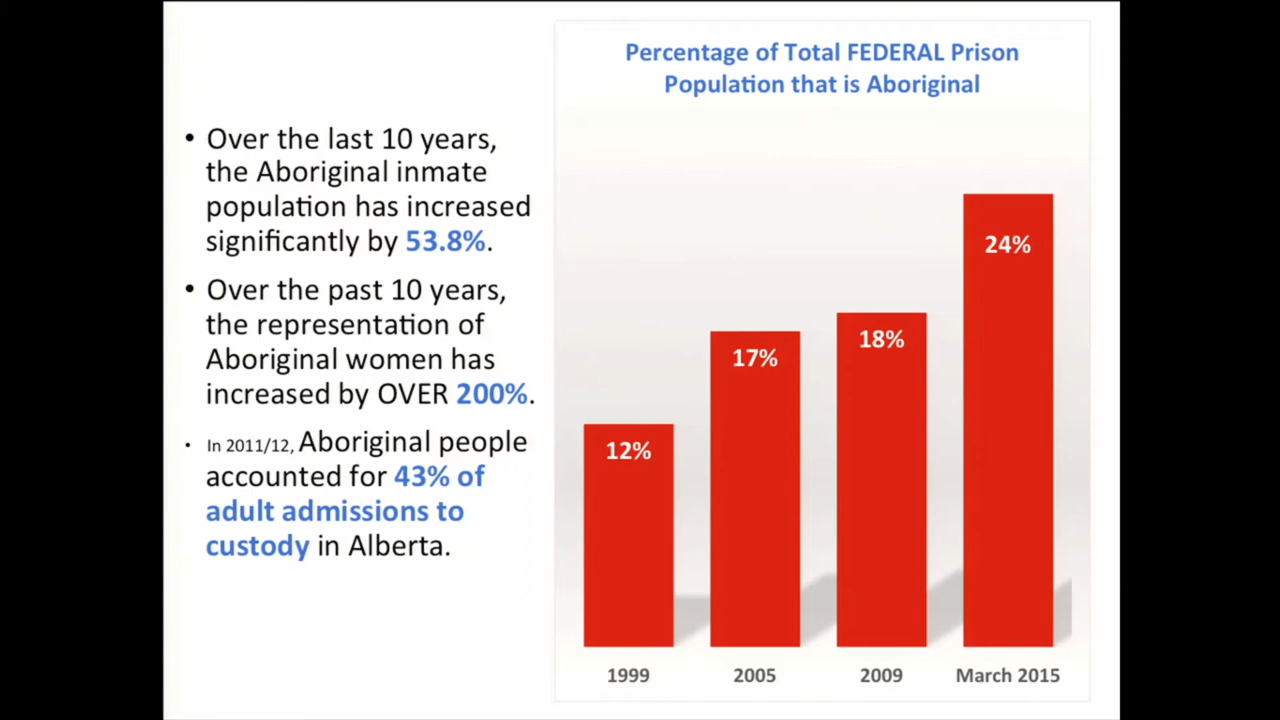 • Over the last 10 years,
the Aboriginal inmate
population has increased
significantly by 53.8%.
• Over the past 10 years,
the representation of
Aboriginal women has
increased by OVER 200%.
• In 2011/12, Aboriginal people
accounted for 43% of
adult admissions to
custody in Alberta.
Percentage of Total FEDERAL Prison
Population that is Aboriginal
12%
17%
18%
24%
1999
2005
2009
March 2015